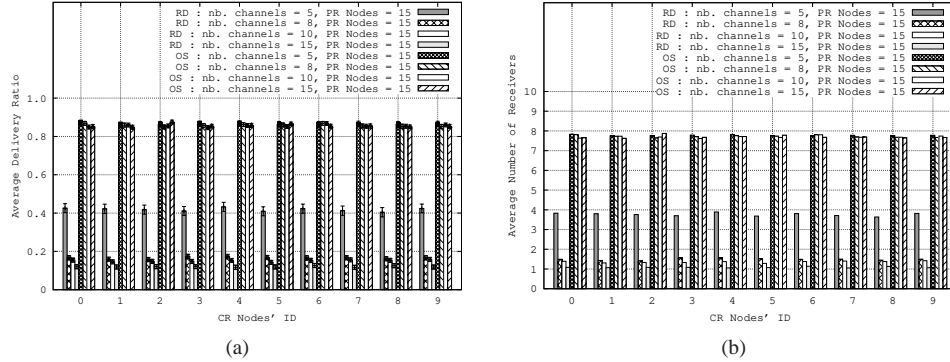 RD : nb. channels = 5, PR Nodes = 15
RD : nb. channels = 8, PR Nodes = 15
RD : nb. channels = 10, PR Nodes = 15
RD : nb. channels = 15, PR Nodes = 15
OS : nb. channels = 5, PR Nodes = 15
OS : nb. channels = 8, PR Nodes = 15
OS : nb. channels = 10, PR Nodes = 15
OS : nb. channels = 15, PR Nodes = 15
Average Delivery Ratio
1.0
0.8
0.6
0.4
0.2
0
0 1 2 3 4 5 6 7 8 9
CR Nodes' ID
(a)
RD : nb. channels = 5, PR Nodes = 15
RD : nb. channels = 8, PR Nodes = 15
RD : nb. channels = 10, PR Nodes = 15
RD : nb. channels = 15, PR Nodes = 15
OS : nb. channels = 5, PR Nodes = 15
OS : nb. channels = 8, PR Nodes = 15
OS : nb. channels = 10, PR Nodes = 15
OS : nb. channels = 15, PR Nodes = 15
Average Number of Receivers
10
9
8
7
6
5
4
3
2
1
0
0 1 2 3 4 5 6 7 8 9
CR Nodes' ID
(b)